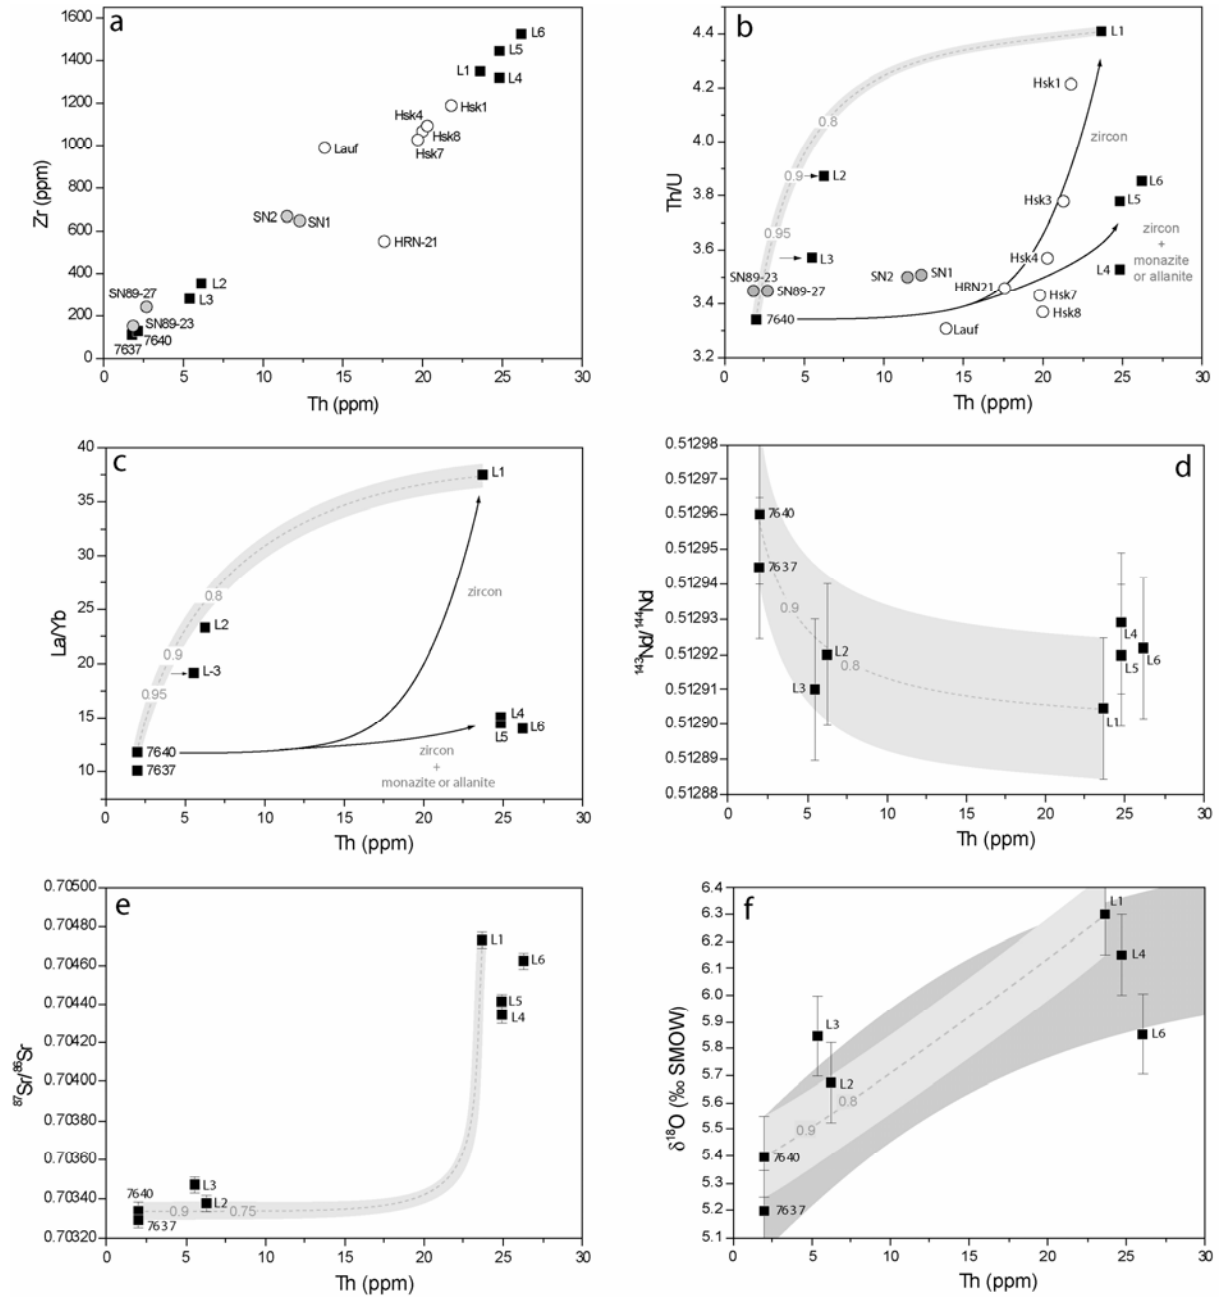 a
1600
1400
1200
1000
800
600
400
200
0
Zr (ppm)
L6
L5
L1
L4
Hsk1
Hsk4
Hsk8
Hsk7
Lauf
SN2
SN1
HRN-21
L2
L3
SN89-27
SN89-23
7640
7637
0 5 10 15 20 25 30
Th (ppm)
b
4.4
4.2
4.0
3.8
3.6
3.4
3.2
Th/U
L1
Hsk1
0.8
zircon
0.9
L2
L6
Hsk3
L5
0.95
zircon
+
monazite
or allanite
L3
Hsk4
L4
SN2
SN1
SN89-23
SN89-27
HRN21
Hsk7
Hsk8
7640
Lauf
0 5 10 15 20 25 30
Th (ppm)
c
40
35
30
25
20
15
10
La/Yb
L1
0.8
zircon
L2
0.9
L-3
0.95
L4
L5
L6
7640
7637
zircon
+
monazite or allanite
0 5 10 15 20 25 30
Th (ppm)
d
0.51298
0.51297
0.51296
0.51295
0.51294
0.51293
0.51292
0.51291
0.51290
0.51289
0.51288
143Nd/144Nd
7640
7637
0.9
L2
0.8
L3
L4
L5
L6
L1
0 5 10 15 20 25 30
Th (ppm)
e
0.70500
0.70480
0.70460
0.70440
0.70420
0.70400
0.70380
0.70360
0.70340
0.70320
87Sr/86Sr
L1
L6
L5
L4
L3
7640
L2
0.9
0.75
7637
0 5 10 15 20 25 30
Th (ppm)
f
6.4
6.3
6.2
6.1
6.0
5.9
5.8
5.7
5.6
5.5
5.4
5.3
5.2
5.1
δ18O (‰ SMOW)
L1
L4
L3
L6
L2
0.8
0.9
7640
7637
0 5 10 15 20 25 30
Th (ppm)